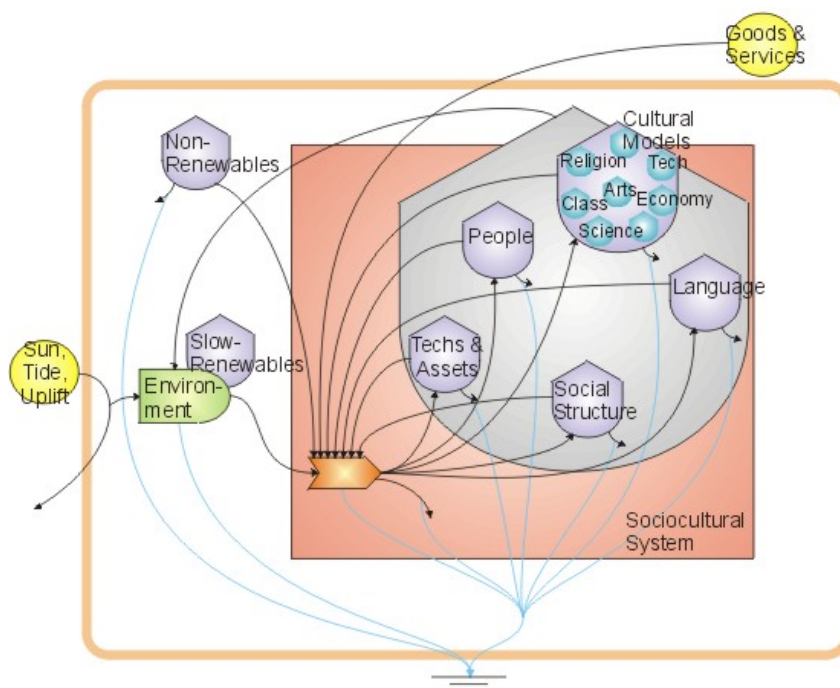 Goods &
Services
Non-
Renewables
Cultural
Models
Religion
Tech
Arts
Class
Economy
Science
People
Language
Slow-
Renewables
Sun,
Tide,
Uplift
Environ-
ment
Techs &
Assets
Social
Structure
Sociocultural
System